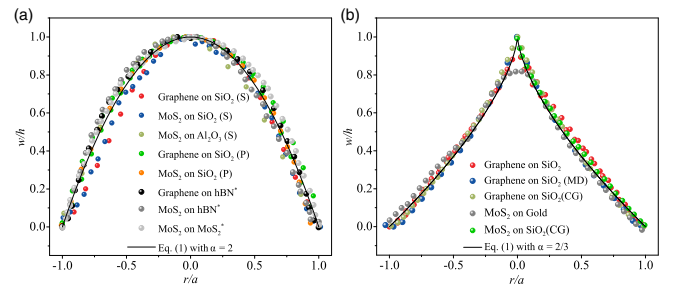 (a)
w/h
1.0
0.8
0.6
0.4
0.2
0.0
Graphene on SiO₂ (S)
MoS₂ on SiO₂ (S)
MoS₂ on Al₂O₃ (S)
Graphene on SiO₂ (P)
MoS₂ on SiO₂ (P)
Graphene on hBN*
MoS₂ on hBN*
MoS₂ on MoS₂*
Eq. (1) with α = 2
-1.0 -0.5 0.0 0.5 1.0
r/a
(b)
w/h
1.0
0.8
0.6
0.4
0.2
0.0
Graphene on SiO₂
Graphene on SiO₂ (MD)
Graphene on SiO₂(CG)
MoS₂ on Gold
MoS₂ on SiO₂(CG)
Eq. (1) with α = 2/3
-1.0 -0.5 0.0 0.5 1.0
r/a